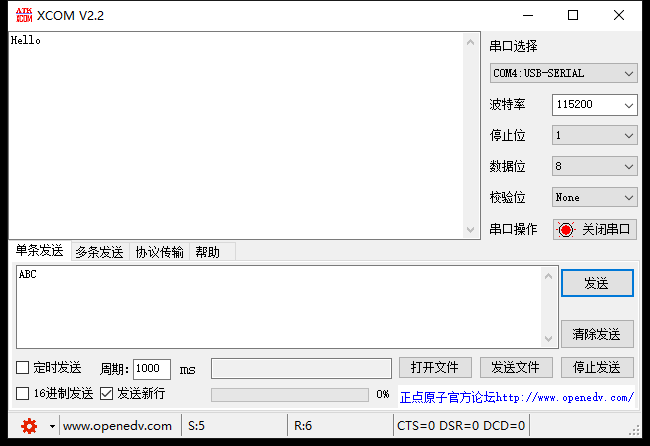 ATK XCOM XCOM V2.2
Hello
串口选择
COM4:USB-SERIAL
波特率 115200
停止位 1
数据位 8
校验位 None
串口操作 关闭串口
单条发送 多条发送 协议传输 帮助
ABC
发送
清除发送
定时发送 周期: 1000 ms 打开文件 发送文件 停止发送
16进制发送 发送新行 0% 正点原子官方论坛http://www.openedv.com/
www.openedv.com S:5 R:6 CTS=0 DSR=0 DCD=0